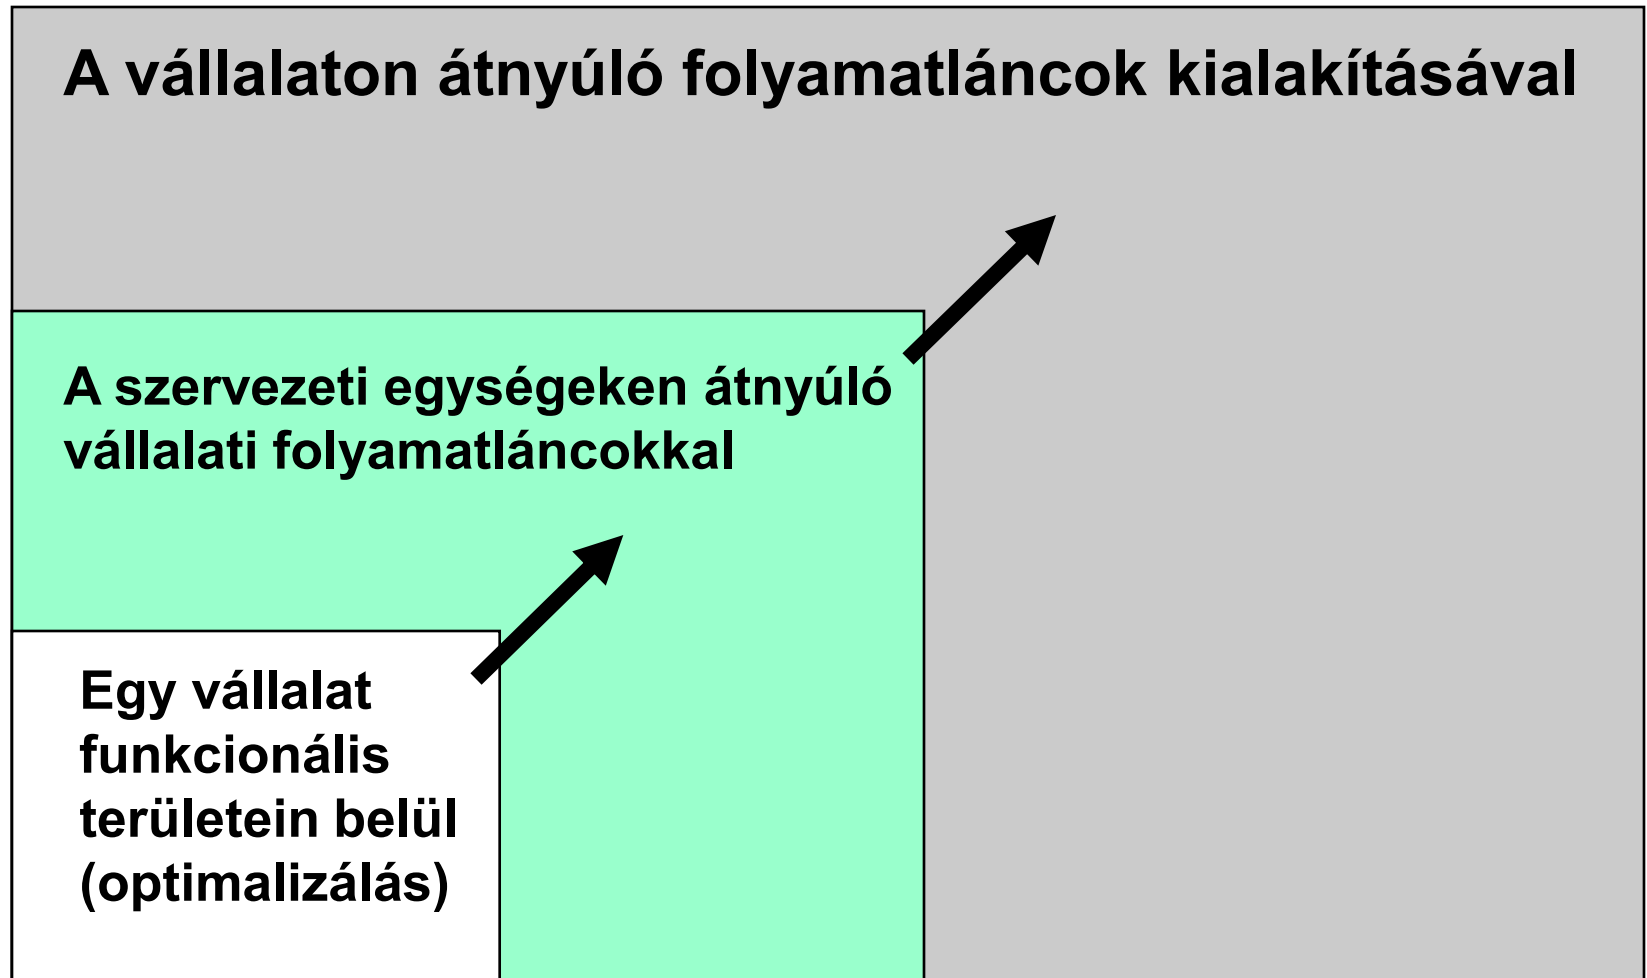 A vállalaton átnyúló folyamatláncok kialakításával
A szervezeti egységeken átnyúló
vállalati folyamatláncokkal
Egy vállalat
funkcionális
területein belül
(optimalizálás)